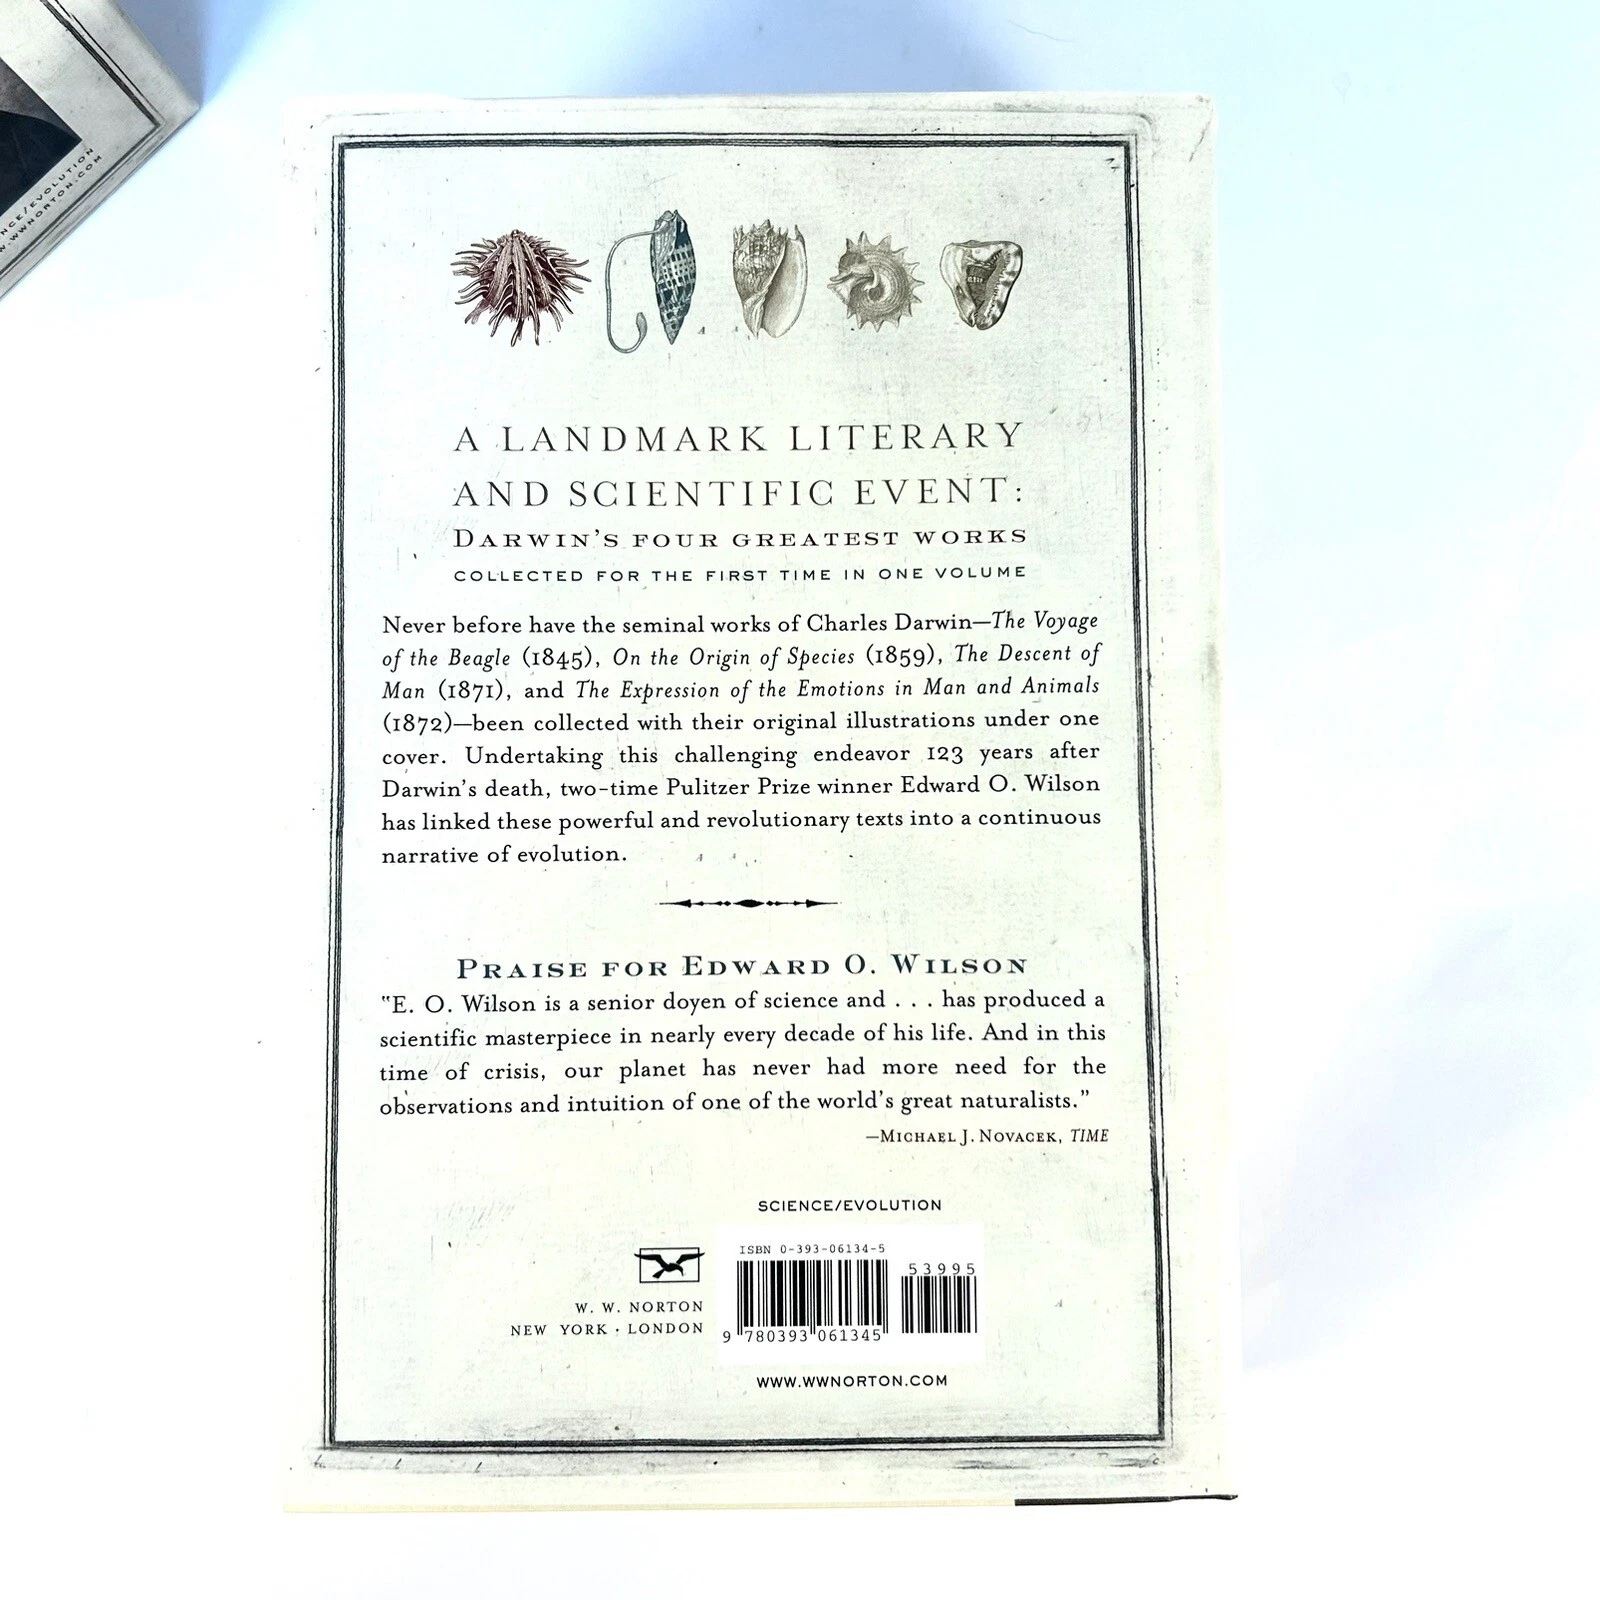 NCE/EVOLUTION
WWNORTON.COM
A LANDMARK LITERARY
AND SCIENTIFIC EVENT:
DARWIN'S FOUR GREATEST WORKS
COLLECTED FOR THE FIRST TIME IN ONE VOLUME
Never before have the seminal works of Charles Darwin—The Voyage
of the Beagle (1845), On the Origin of Species (1859), The Descent of
Man (1871), and The Expression of the Emotions in Man and Animals
(1872)—been collected with their original illustrations under one
cover. Undertaking this challenging endeavor 123 years after
Darwin's death, two-time Pulitzer Prize winner Edward O. Wilson
has linked these powerful and revolutionary texts into a continuous
narrative of evolution.
PRAISE FOR EDWARD O. WILSON
"E. O. Wilson is a senior doyen of science and . . . has produced a
scientific masterpiece in nearly every decade of his life. And in this
time of crisis, our planet has never had more need for the
observations and intuition of one of the world's great naturalists."
—MICHAEL J. NOVACEK, TIME
SCIENCE/EVOLUTION
ISBN 0-393-06134-5
53995
W. W. NORTON
NEW YORK · LONDON
9 780393 061345
WWW.WWNORTON.COM